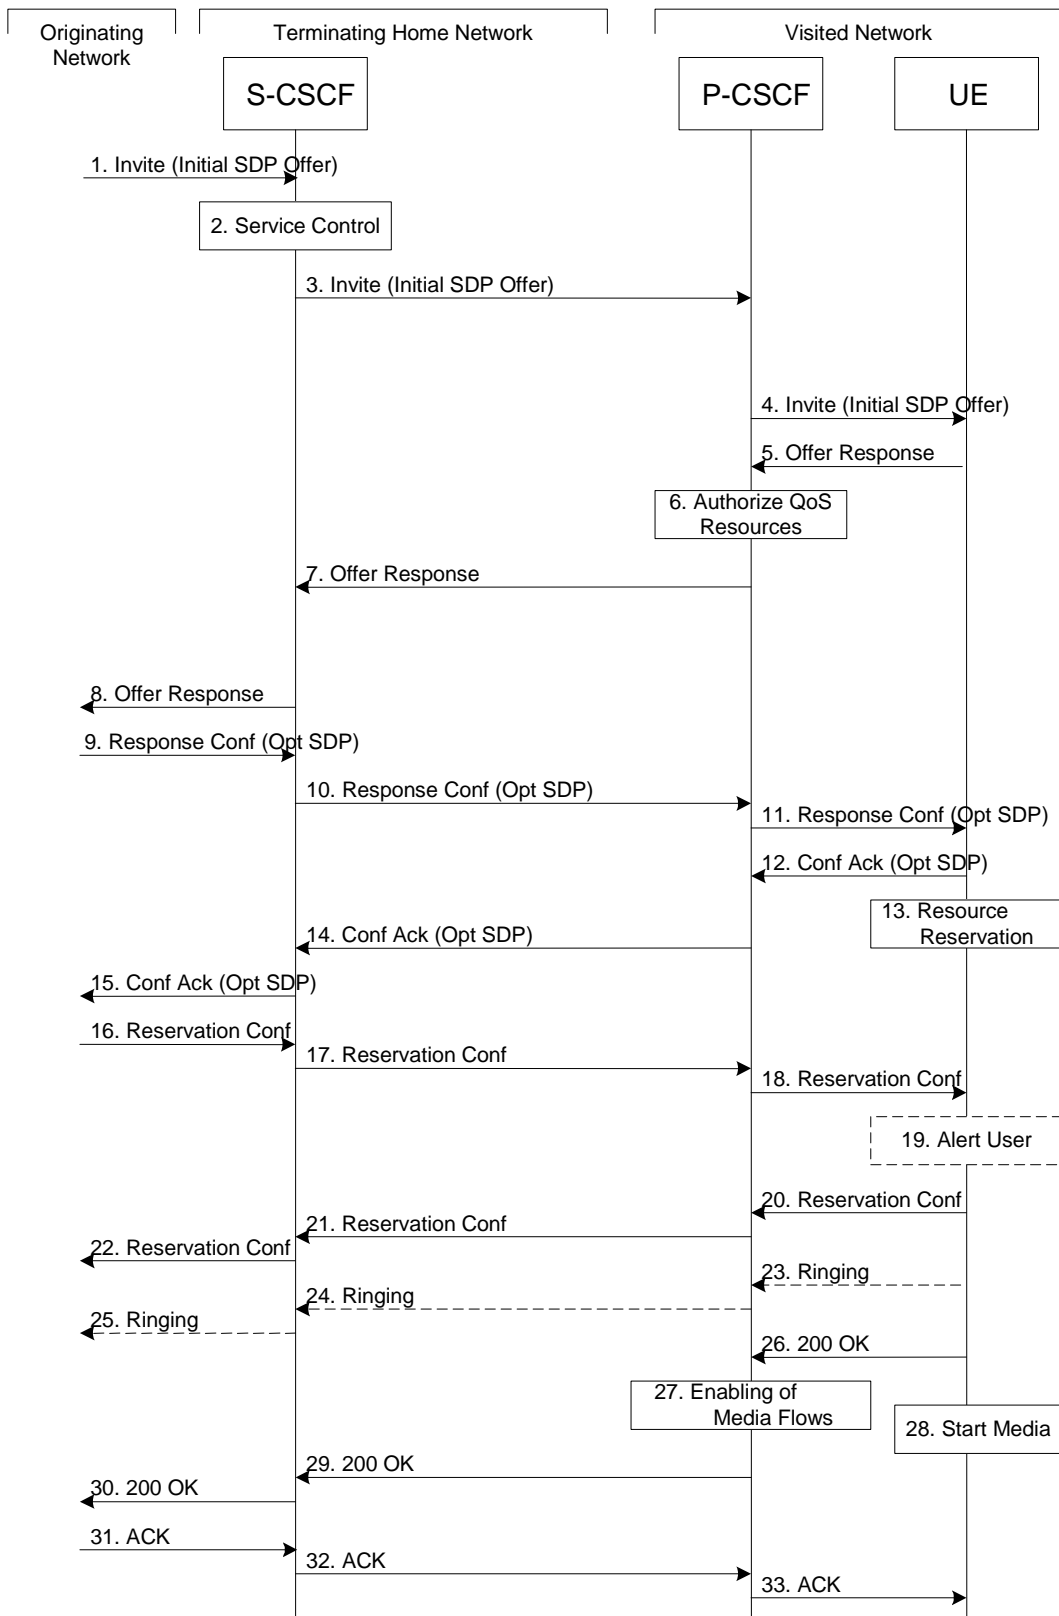 Originating
Network
Terminating Home Network
Visited Network
S-CSCF
P-CSCF
UE
1. Invite (Initial SDP Offer)
2. Service Control
3. Invite (Initial SDP Offer)
4. Invite (Initial SDP Offer)
5. Offer Response
6. Authorize QoS
Resources
7. Offer Response
8. Offer Response
9. Response Conf (Opt SDP)
10. Response Conf (Opt SDP)
11. Response Conf (Opt SDP)
12. Conf Ack (Opt SDP)
13. Resource
Reservation
14. Conf Ack (Opt SDP)
15. Conf Ack (Opt SDP)
16. Reservation Conf
17. Reservation Conf
18. Reservation Conf
19. Alert User
20. Reservation Conf
21. Reservation Conf
22. Reservation Conf
23. Ringing
24. Ringing
25. Ringing
26. 200 OK
27. Enabling of
Media Flows
28. Start Media
29. 200 OK
30. 200 OK
31. ACK
32. ACK
33. ACK